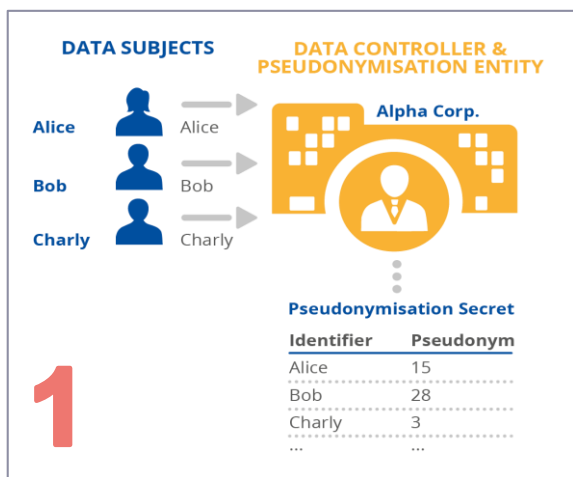 DATA SUBJECTS
DATA CONTROLLER &
PSEUDONYMISATION ENTITY
Alpha Corp.
Alice
Alice
Bob
Bob
Charly
Charly
Pseudonymisation Secret
Identifier Pseudonym
Alice 15
Bob 28
Charly 3
... ...
1